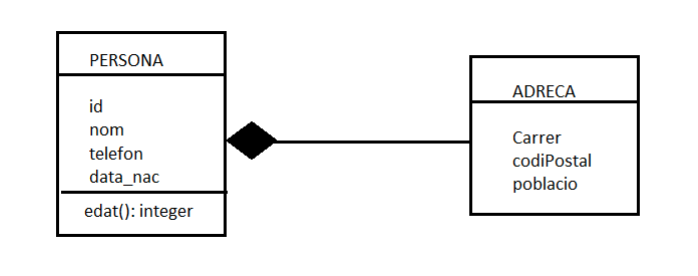 PERSONA
id
nom
telefon
data_nac
edat(): integer
ADRECA
Carrer
codiPostal
poblacio